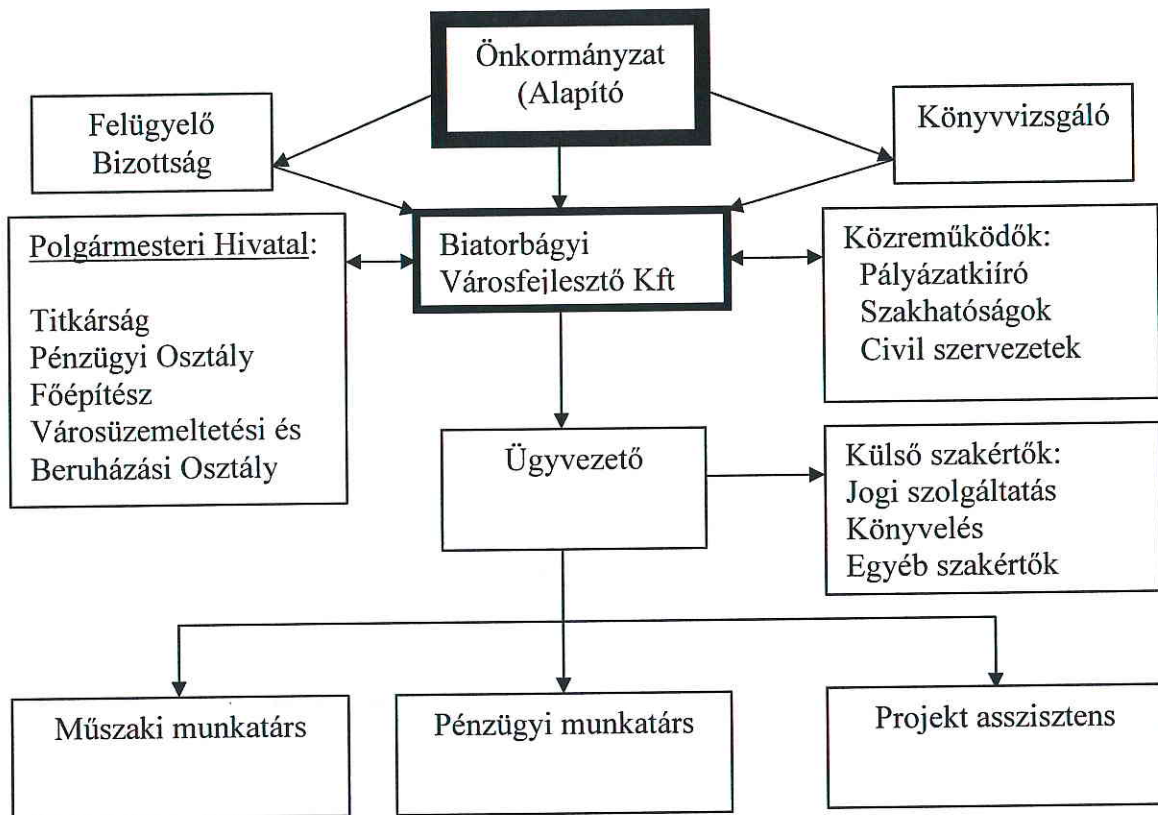 Önkormányzat
(Alapító
Felügyelő
Bizottság
Könyvvizsgáló
Polgármesteri Hivatal:
Titkárság
Pénzügyi Osztály
Főépítész
Városüzemeltetési és
Beruházási Osztály
Biatorbágyi
Városfejlesztő Kft
Közreműködők:
Pályázatkiíró
Szakhatóságok
Civil szervezetek
Ügyvezető
Külső szakértők:
Jogi szolgáltatás
Könyvelés
Egyéb szakértők
Műszaki munkatárs
Pénzügyi munkatárs
Projekt asszisztens